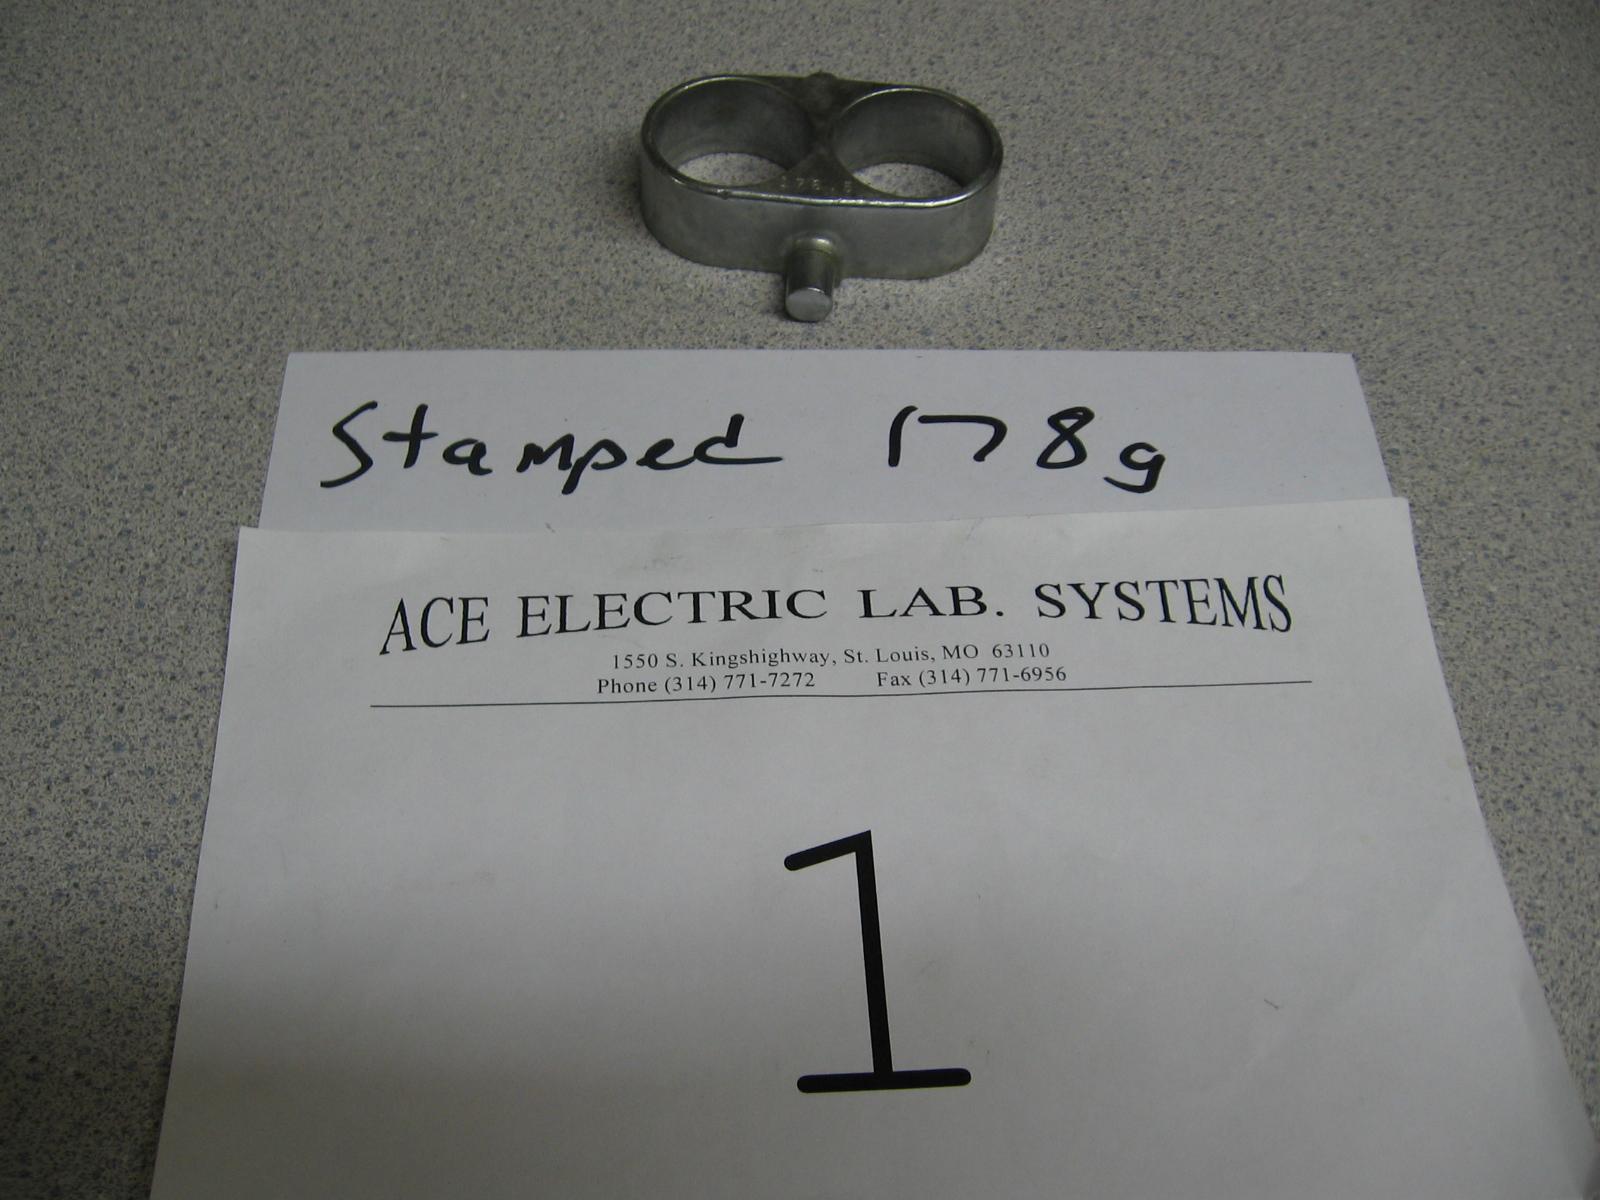 Stamped 178g
ACE ELECTRIC LAB. SYSTEMS
1550 S. Kingshighway, St. Louis, MO 63110
Phone (314) 771-7272 Fax (314) 771-6956
1